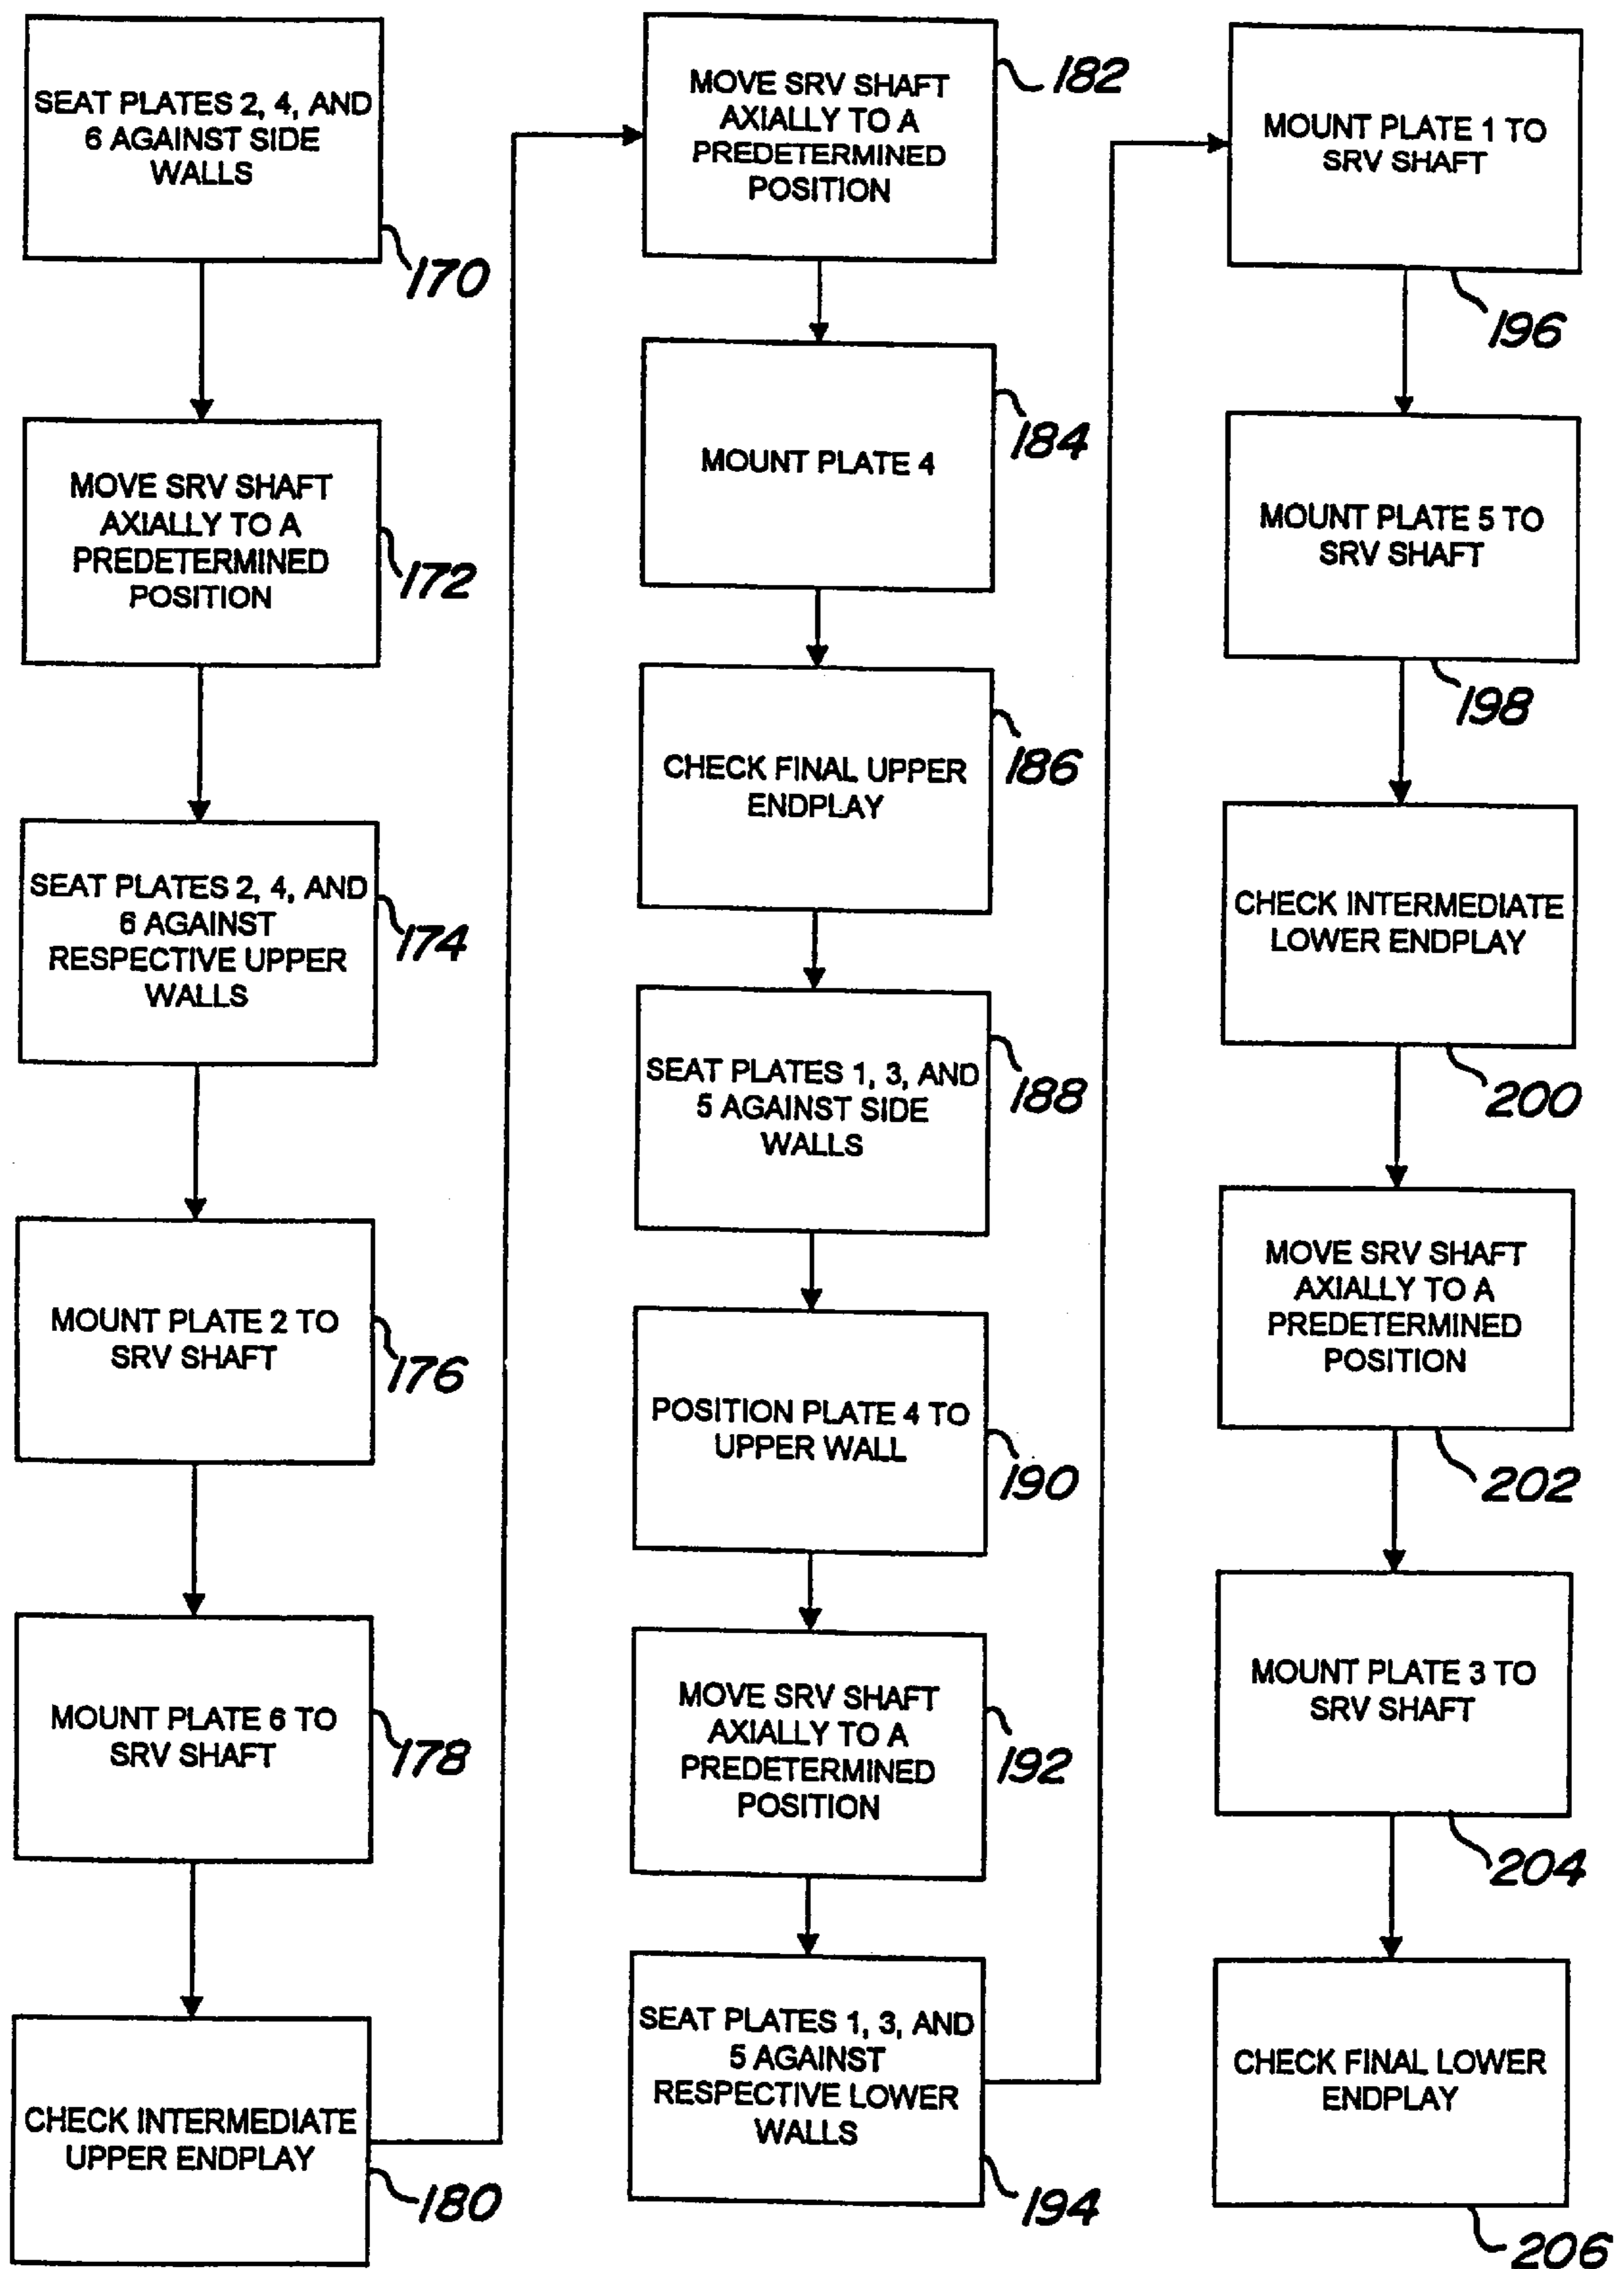 SEAT PLATES 2, 4, AND
6 AGAINST SIDE
WALLS
170
MOVE SRV SHAFT
AXIALLY TO A
PREDETERMINED
POSITION
172
SEAT PLATES 2, 4, AND
6 AGAINST
RESPECTIVE UPPER
WALLS
174
MOUNT PLATE 2 TO
SRV SHAFT
176
MOUNT PLATE 6 TO
SRV SHAFT
178
CHECK INTERMEDIATE
UPPER ENDPLAY
180
MOVE SRV SHAFT
AXIALLY TO A
PREDETERMINED
POSITION
182
MOUNT PLATE 4
184
CHECK FINAL UPPER
ENDPLAY
186
SEAT PLATES 1, 3, AND
5 AGAINST SIDE
WALLS
188
POSITION PLATE 4 TO
UPPER WALL
190
MOVE SRV SHAFT
AXIALLY TO A
PREDETERMINED
POSITION
192
SEAT PLATES 1, 3, AND
5 AGAINST
RESPECTIVE LOWER
WALLS
194
MOUNT PLATE 1 TO
SRV SHAFT
196
MOUNT PLATE 5 TO
SRV SHAFT
198
CHECK INTERMEDIATE
LOWER ENDPLAY
200
MOVE SRV SHAFT
AXIALLY TO A
PREDETERMINED
POSITION
202
MOUNT PLATE 3 TO
SRV SHAFT
204
CHECK FINAL LOWER
ENDPLAY
206